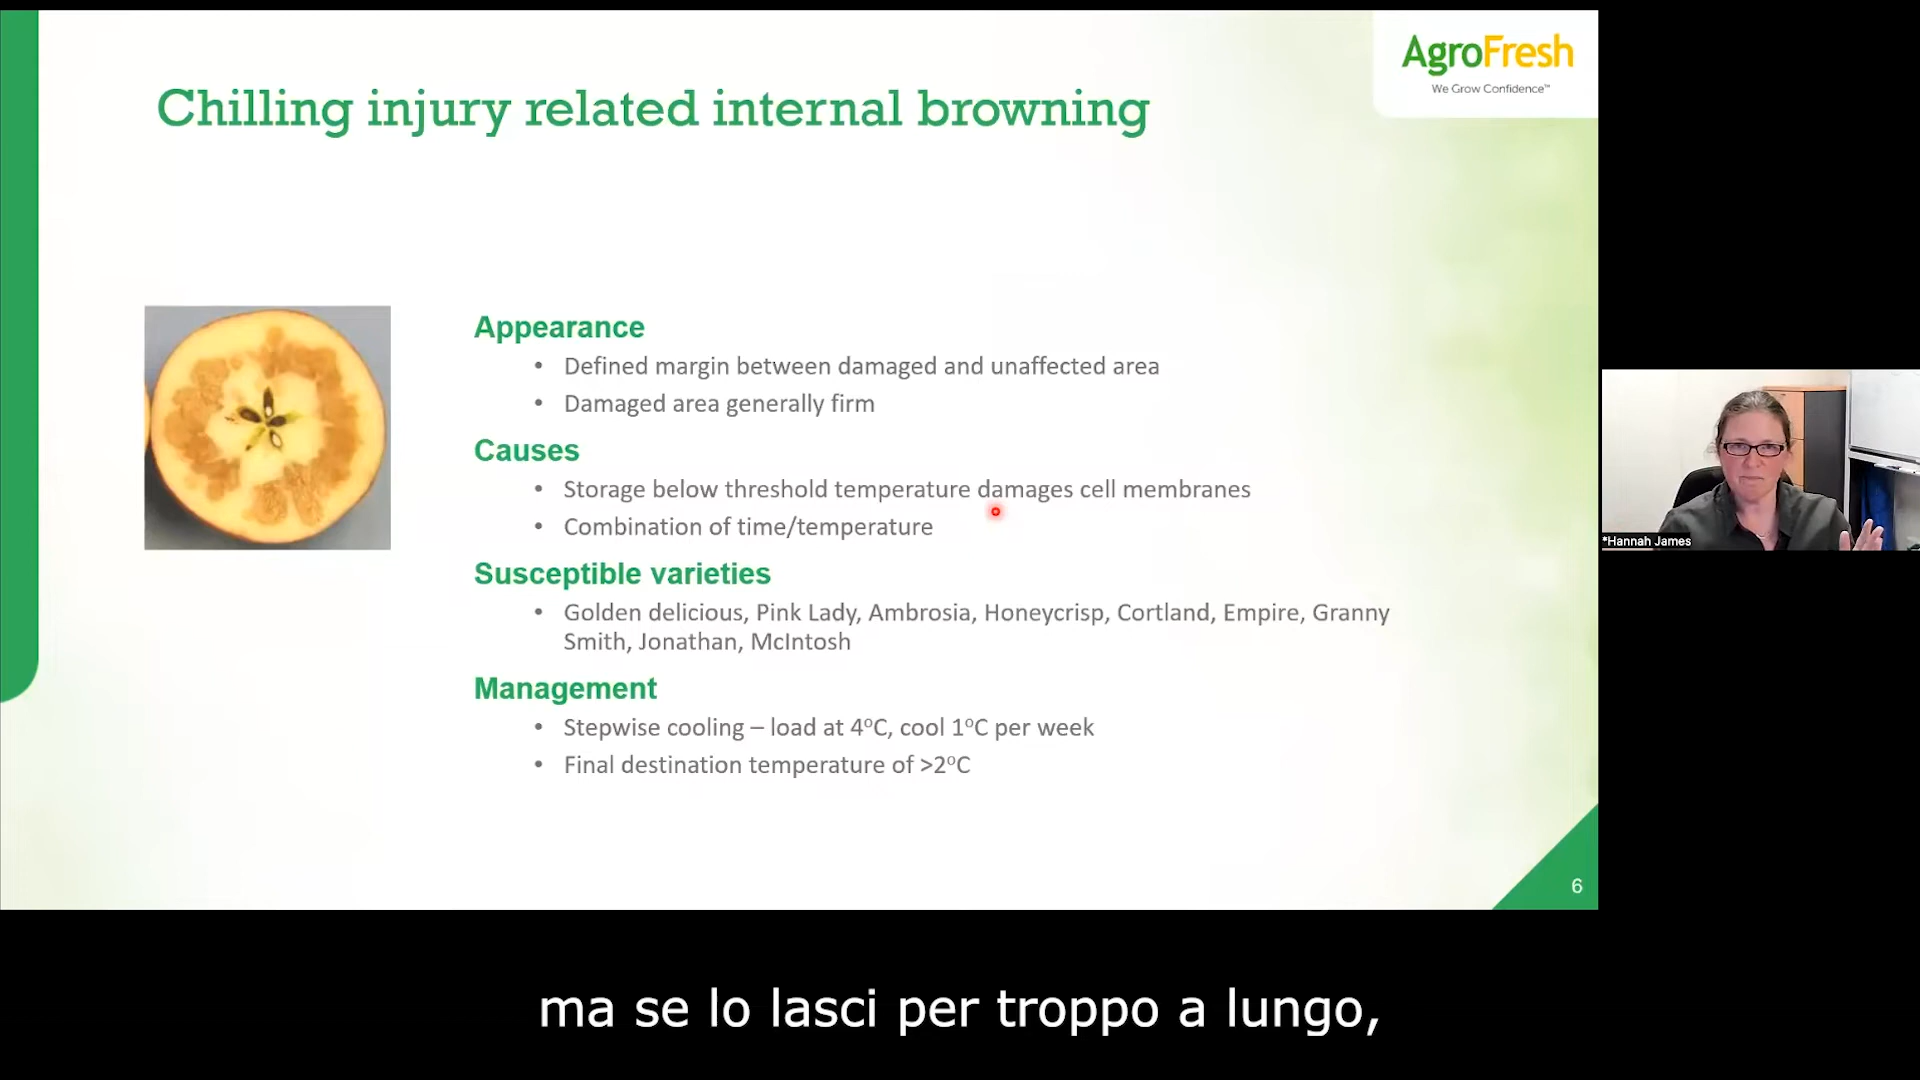 AgroFresh
We Grow Confidence™
Chilling injury related internal browning
Appearance
• Defined margin between damaged and unaffected area
• Damaged area generally firm
Causes
• Storage below threshold temperature damages cell membranes
• Combination of time/temperature
Susceptible varieties
• Golden delicious, Pink Lady, Ambrosia, Honeycrisp, Cortland, Empire, Granny
Smith, Jonathan, McIntosh
Management
• Stepwise cooling – load at 4°C, cool 1°C per week
• Final destination temperature of >2°C
6
*Hannah James
ma se lo lasci per troppo a lungo,